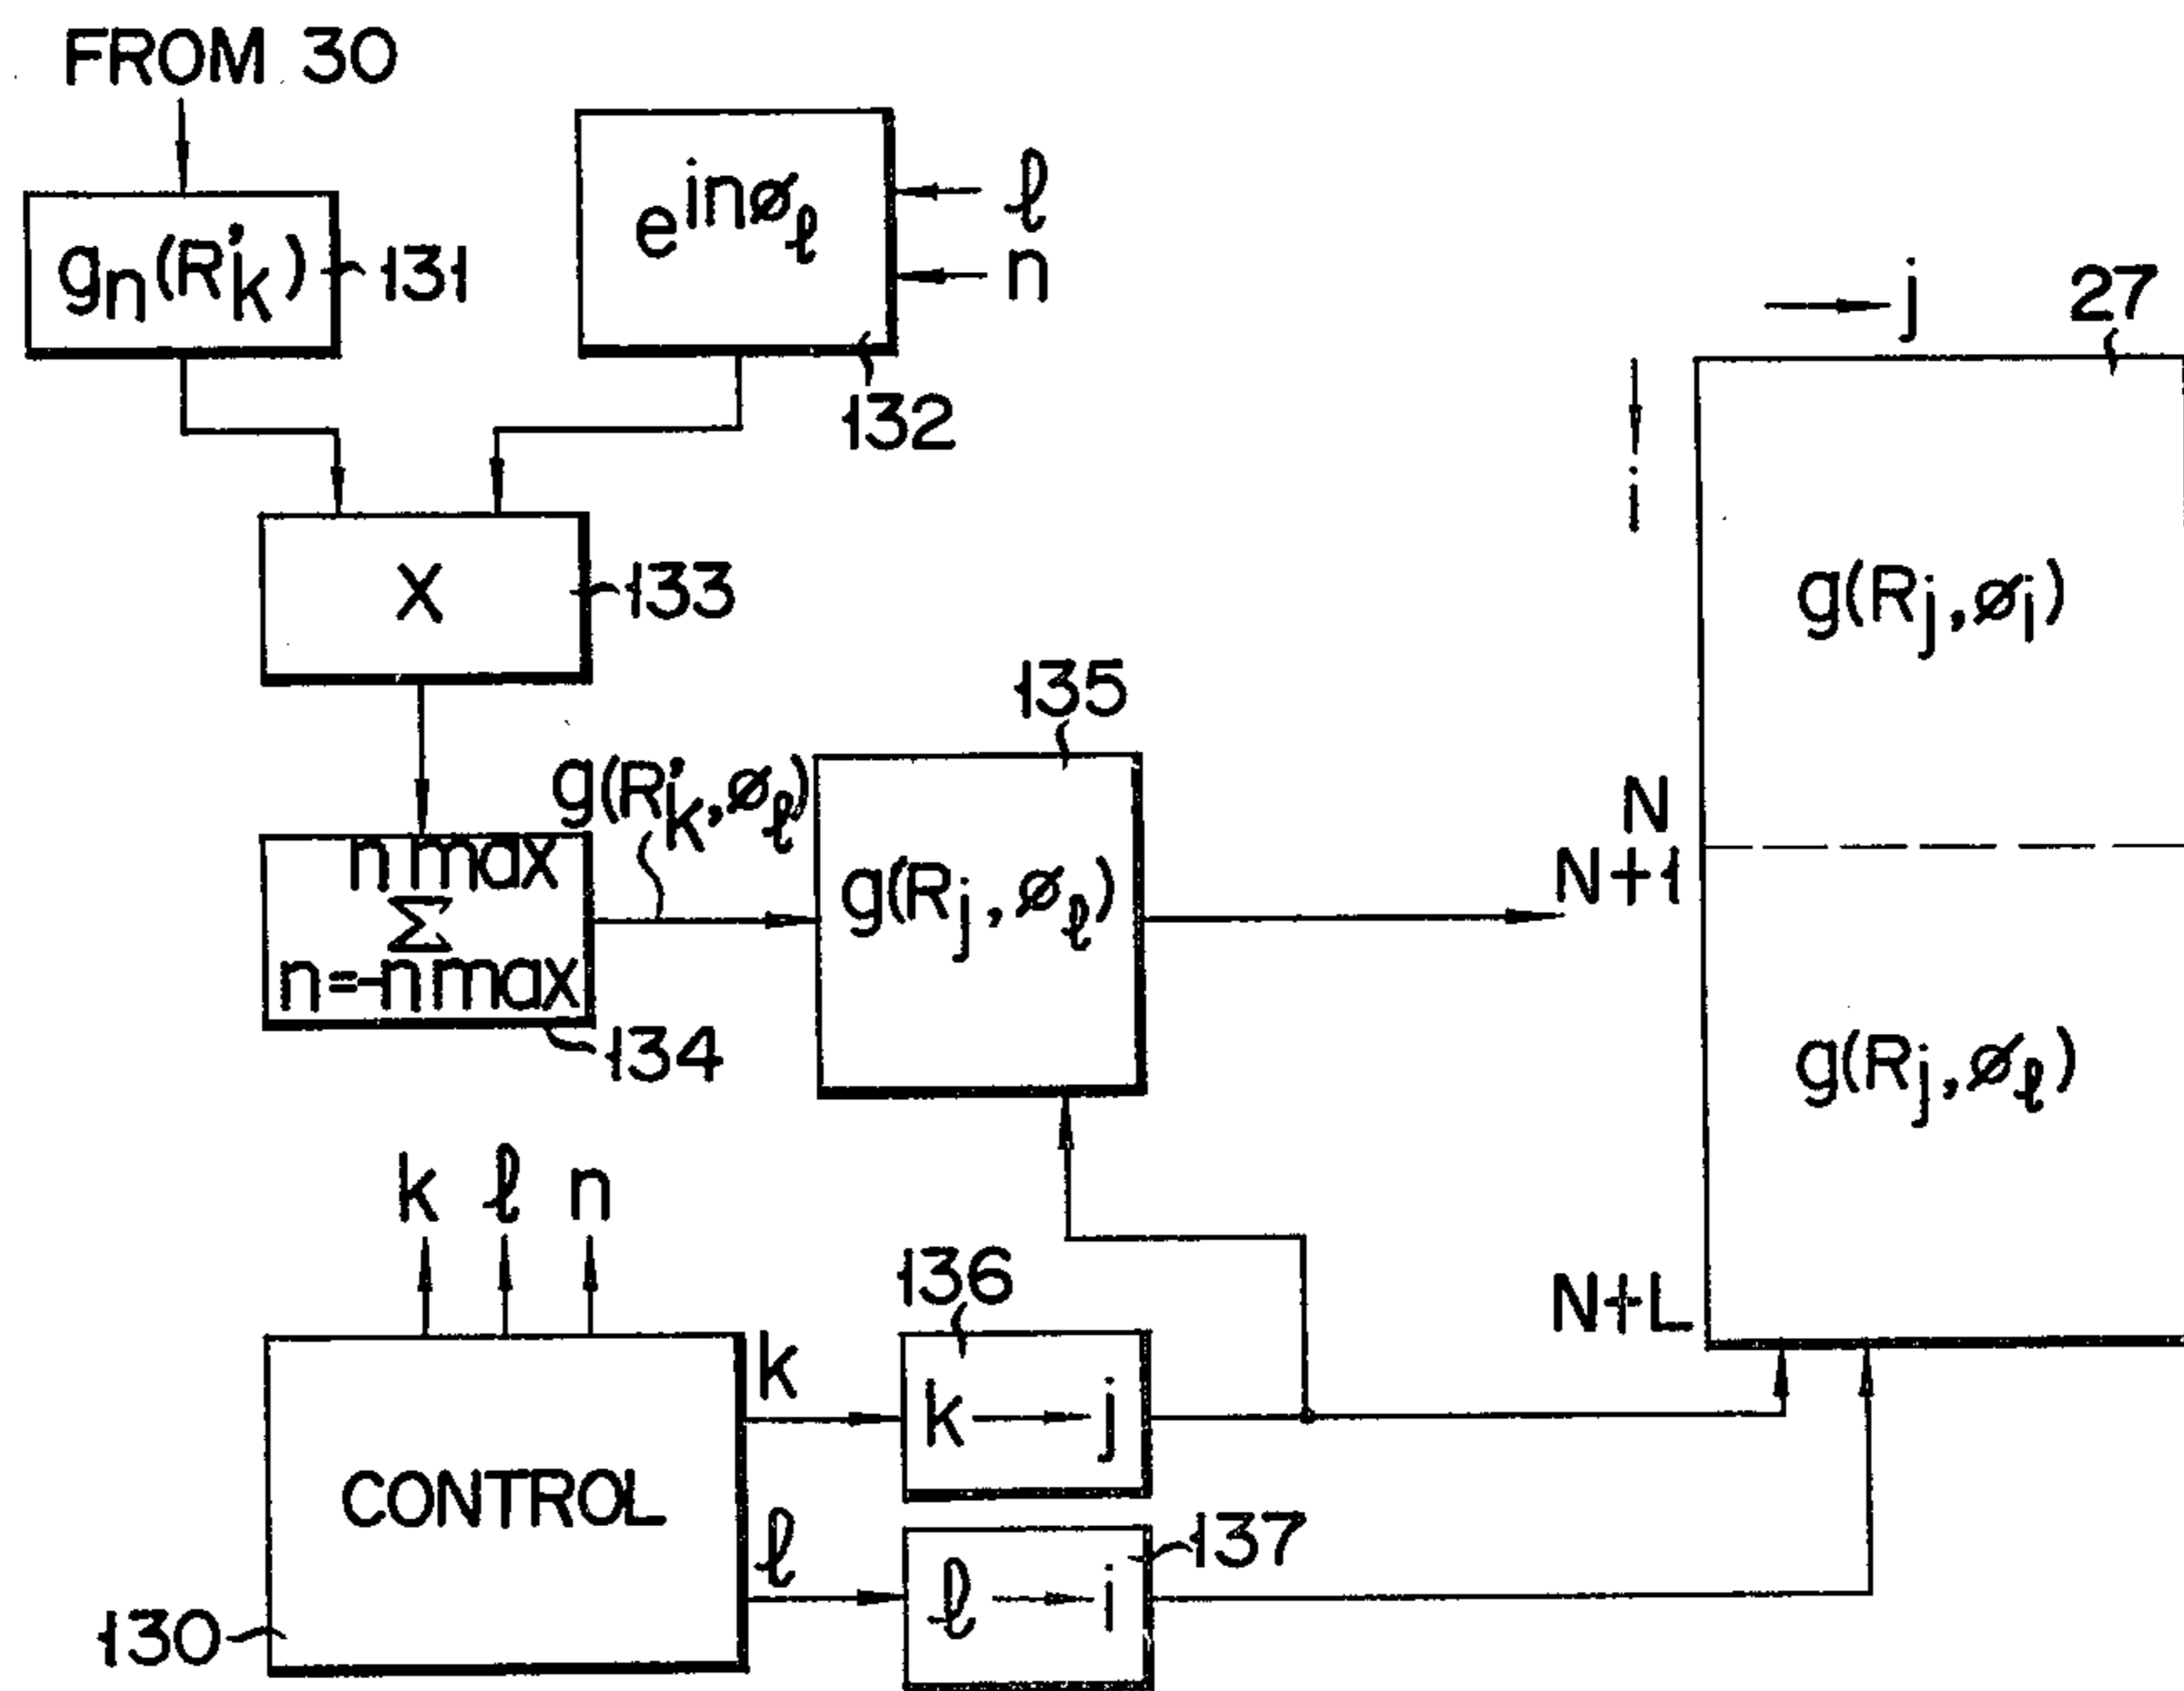 FROM 30
gn(R'k)
131
e^inøℓ
ℓ
n
132
j
27
i
X
133
g(Rj,øi)
135
g(R'k,øℓ)
n max
Σ
n=-n max
134
g(Rj,øℓ)
N
N+1
g(Rj,øℓ)
N+L
k ℓ n
136
k
k → j
CONTROL
ℓ
ℓ → i
137
130